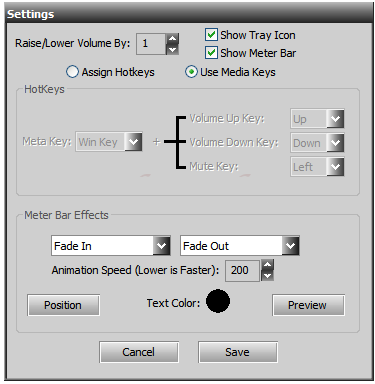 Settings
Raise/Lower Volume By: 1
Show Tray Icon
Show Meter Bar
Assign Hotkeys Use Media Keys
HotKeys
Volume Up Key: Up
Meta Key: Win Key + Volume Down Key: Down
Mute Key: Left
Meter Bar Effects
Fade In Fade Out
Animation Speed (Lower is Faster): 200
Position Text Color: Preview
Cancel Save